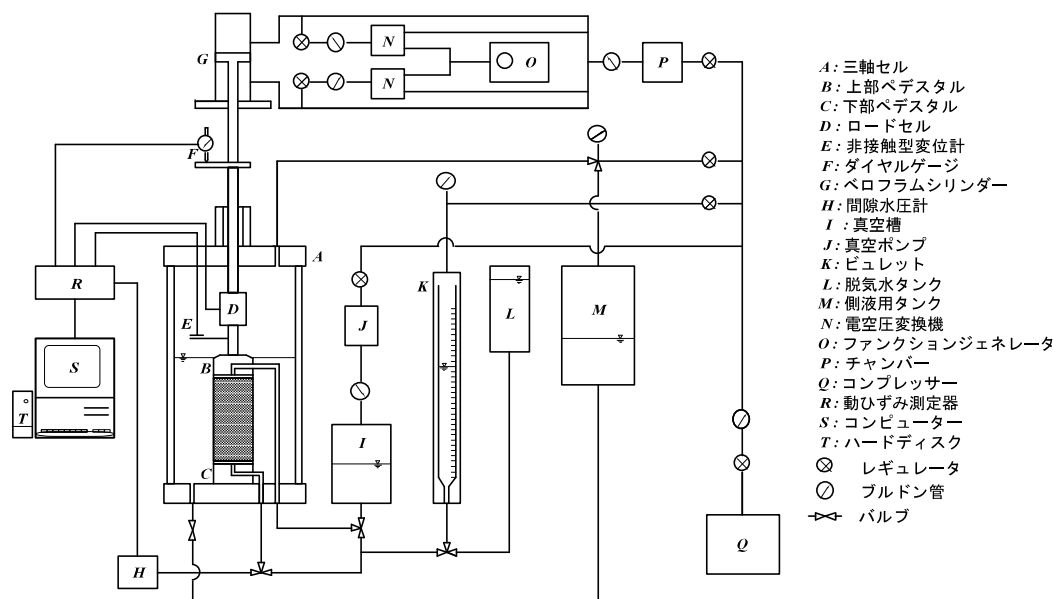 N
G
O
P
N
F
A
R
K
D
L
M
E
J
S
B
T
I
C
Q
H
A: 三軸セル
B: 上部ペデスタル
C: 下部ペデスタル
D: ロードセル
E: 非接触型変位計
F: ダイヤルゲージ
G: ベロフラムシリンダー
H: 間隙水圧計
I : 真空槽
J: 真空ポンプ
K: ビュレット
L: 脱気水タンク
M: 側液用タンク
N: 電空圧変換機
O: ファンクションジェネレータ
P: チャンバー
Q: コンプレッサー
R: 動ひずみ測定器
S: コンピューター
T: ハードディスク
レギュレータ
ブルドン管
バルブ